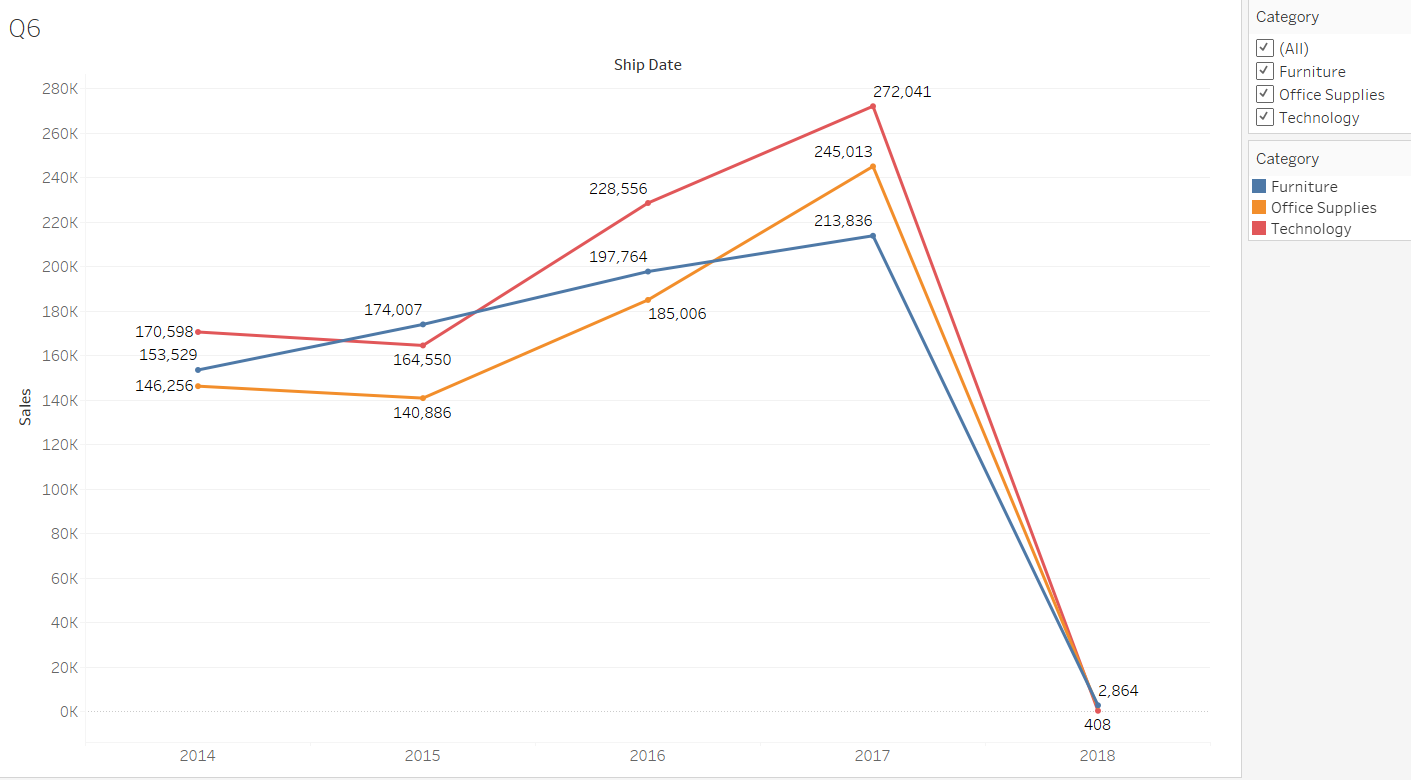 Q6
Ship Date
Sales
280K
260K
240K
220K
200K
180K
160K
140K
120K
100K
80K
60K
40K
20K
0K
272,041
245,013
228,556
213,836
197,764
185,006
174,007
170,598
164,550
153,529
146,256
140,886
2,864
408
2014 2015 2016 2017 2018
Category
(All)
Furniture
Office Supplies
Technology
Category
Furniture
Office Supplies
Technology